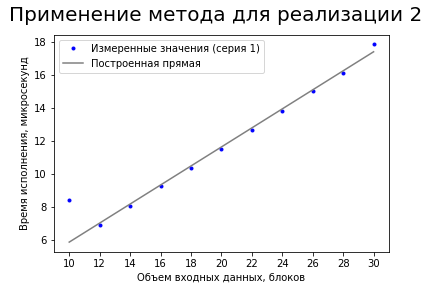 Применение метода для реализации 2
Измеренные значения (серия 1)
Построенная прямая
Время исполнения, микросекунд
18
16
14
12
10
8
6
10 12 14 16 18 20 22 24 26 28 30
Объем входных данных, блоков